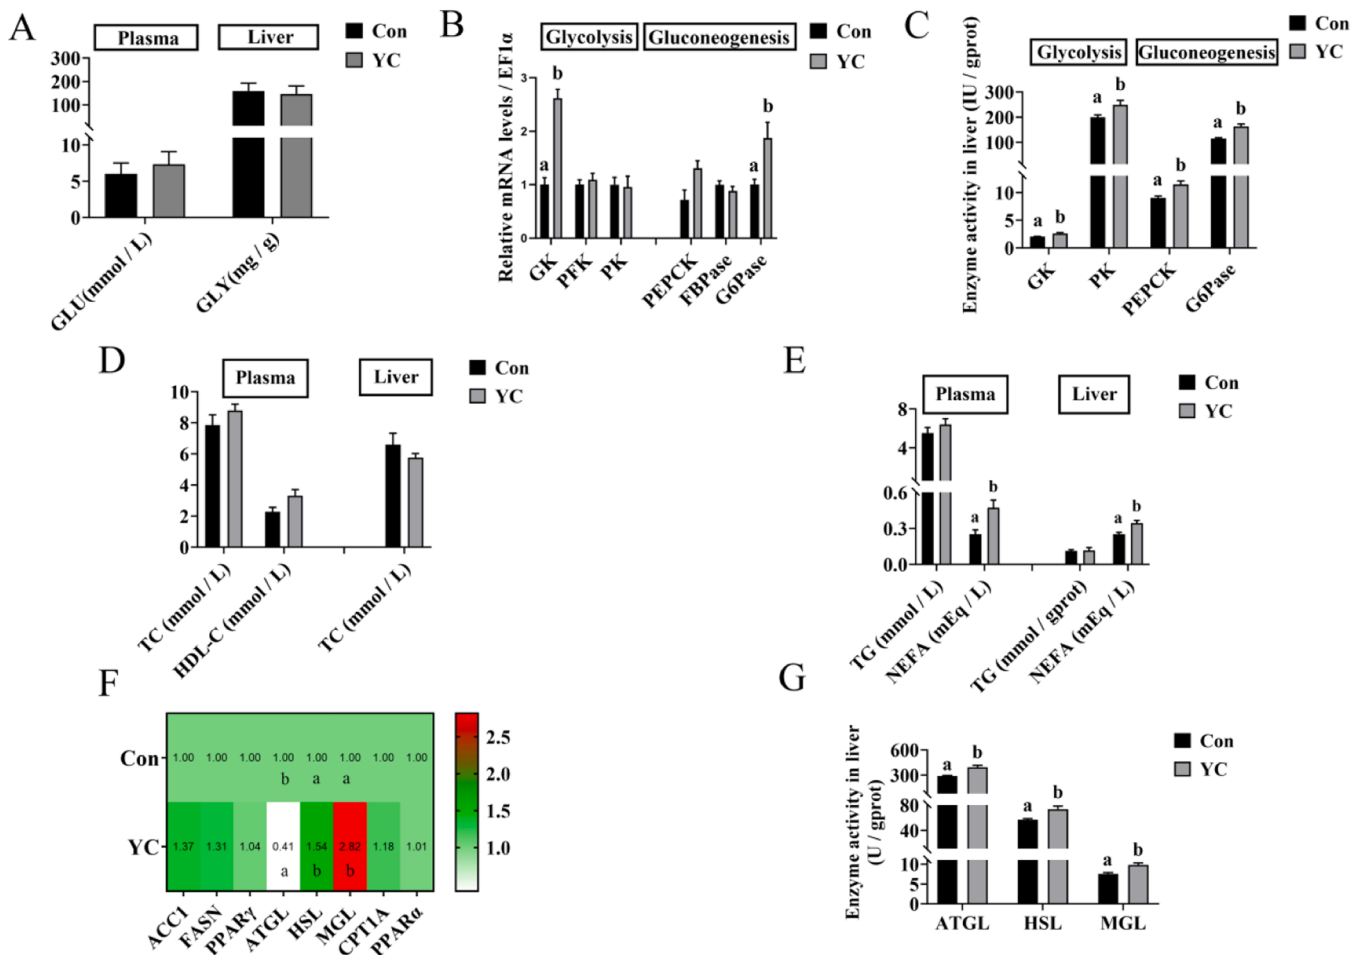 A
Plasma
Liver
Con
YC
300
200
100
10
5
0
GLU(mmol / L)
GLY(mg / g)
B
Glycolysis
Gluconeogenesis
Con
YC
Relative mRNA levels / EF1α
3
2
1
0
a
b
a
b
GK
PFK
PK
PEPCK
FBPase
G6Pase
C
Glycolysis
Gluconeogenesis
Con
YC
Enzyme activity in liver (IU / gprot)
300
200
100
10
5
0
a
b
a
b
a
b
a
b
GK
PK
PEPCK
G6Pase
D
Plasma
Liver
Con
YC
10
8
6
4
2
0
TC (mmol / L)
HDL-C (mmol / L)
TC (mmol / L)
E
Plasma
Liver
Con
YC
8
4
0.6
0.3
0.0
a
b
a
b
TG (mmol / L)
NEFA (mEq / L)
TG (mmol / gprot)
NEFA (mEq / L)
F
Con
1.00 1.00 1.00 1.00 1.00 1.00 1.00 1.00
b a a
YC
1.37 1.31 1.04 0.41 1.54 2.82 1.18 1.01
a b b
ACC1
FASN
PPARγ
ATGL
HSL
MGL
CPT1A
PPARα
2.5
2.0
1.5
1.0
G
Con
YC
Enzyme activity in liver
(U / gprot)
600
300
80
40
10
5
0
a
b
a
b
a
b
ATGL
HSL
MGL